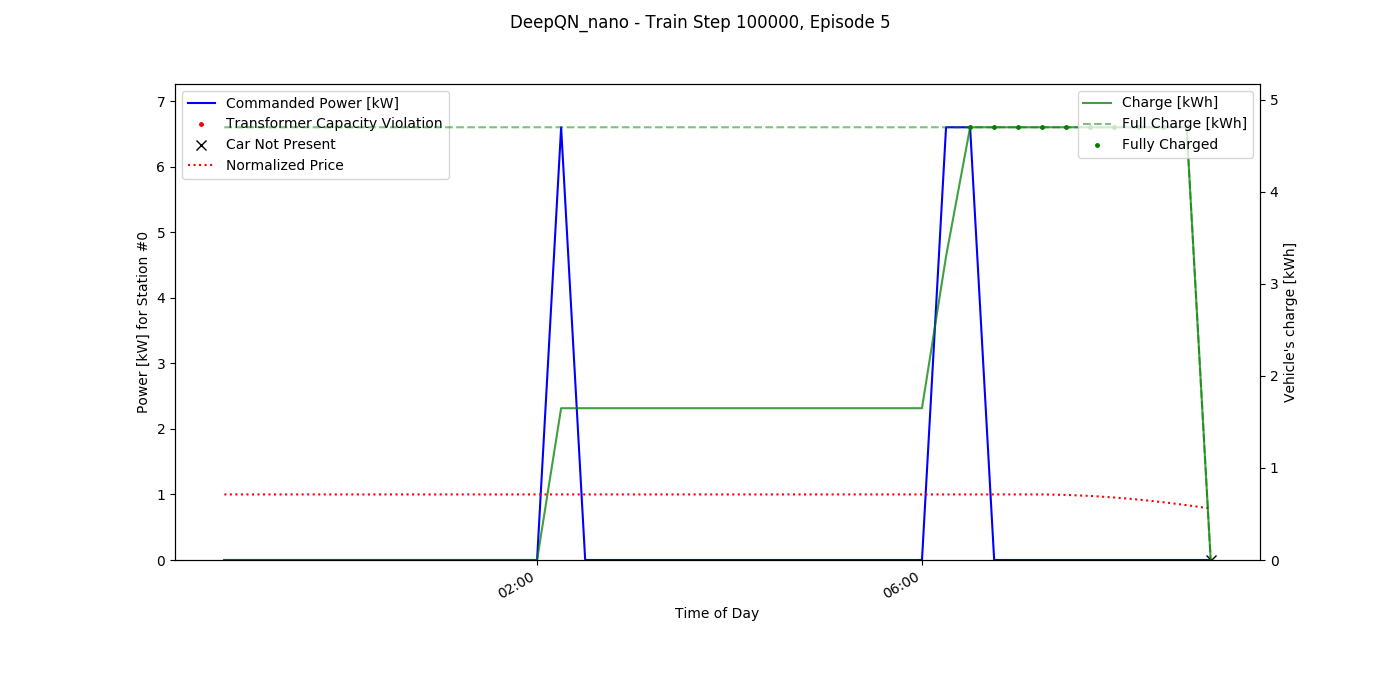 DeepQN_nano - Train Step 100000, Episode 5
Commanded Power [kW]
Transformer Capacity Violation
Car Not Present
Normalized Price
Charge [kWh]
Full Charge [kWh]
Fully Charged
7
6
5
4
3
2
1
0
Power [kW] for Station #0
5
4
3
2
1
0
Vehicle's charge [kWh]
02:00
06:00
Time of Day